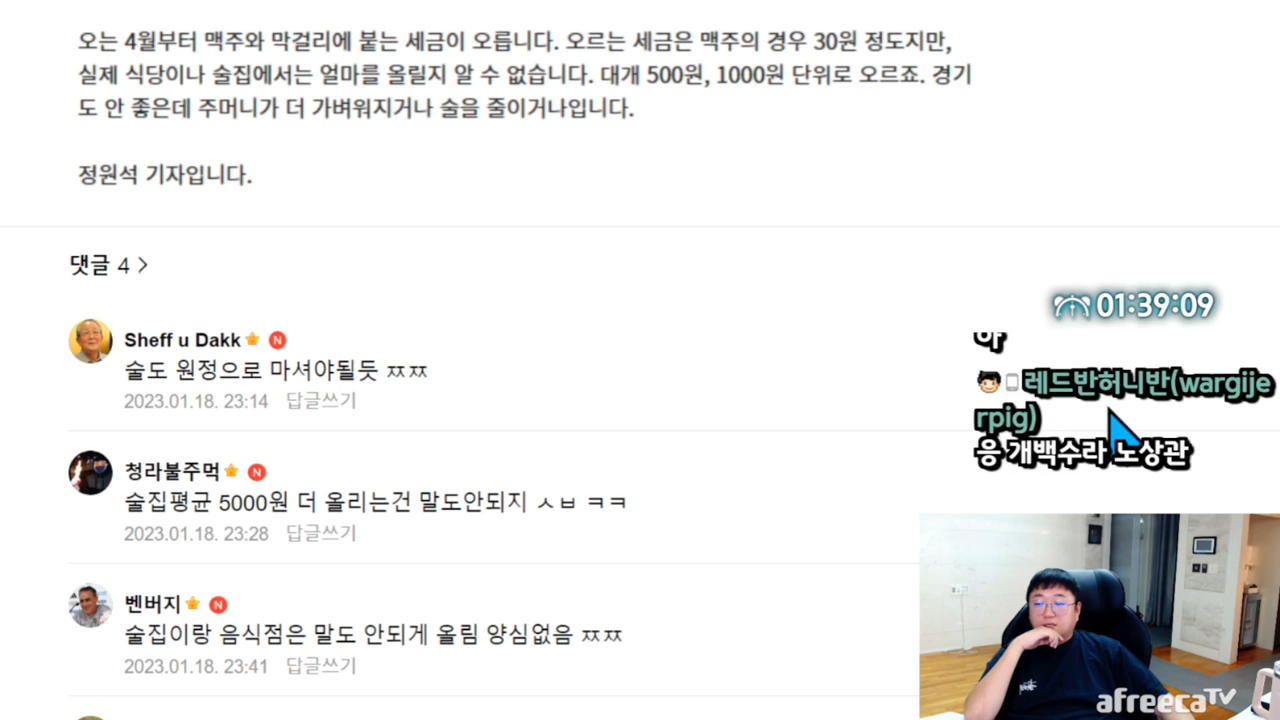 오는 4월부터 맥주와 막걸리에 붙는 세금이 오릅니다. 오르는 세금은 맥주의 경우 30원 정도지만,
실제 식당이나 술집에서는 얼마를 올릴지 알 수 없습니다. 대개 500원, 1000원 단위로 오르죠. 경기
도 안 좋은데 주머니가 더 가벼워지거나 술을 줄이거나입니다.
정원석 기자입니다.
댓글 4 >
Sheff u Dakk N
술도 원정으로 마셔야될듯 ㅉㅉ
2023.01.18. 23:14 답글쓰기
청라불주먹 N
술집평균 5000원 더 올리는건 말도안되지 ㅅㅂ ㅋㅋ
2023.01.18. 23:28 답글쓰기
벤버지 N
술집이랑 음식점은 말도 안되게 올림 양심없음 ㅉㅉ
2023.01.18. 23:41 답글쓰기
01:39:09
레드반허니반(wargije
rpig)
응 개백수라 노상관
afreecaTV